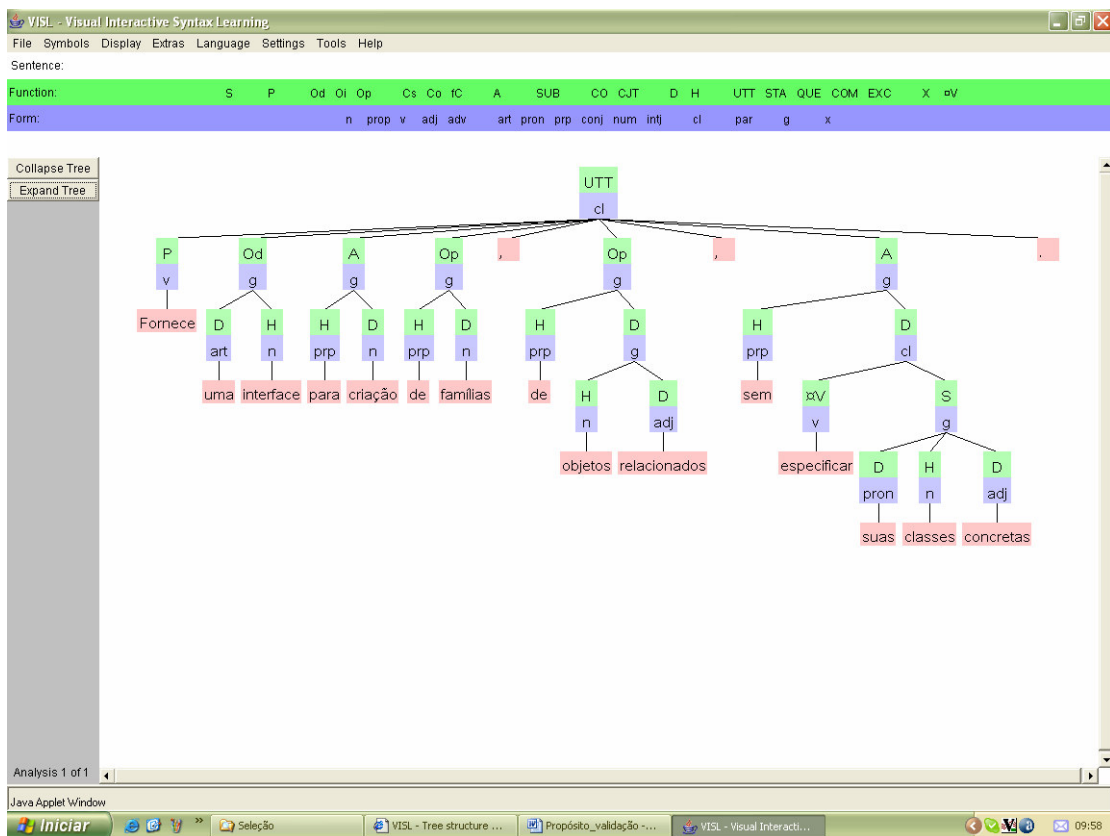 VISL - Visual Interactive Syntax Learning
File Symbols Display Extras Language Settings Tools Help
Sentence:
Function: S P Od Oi Op Cs Co fC A SUB CO CJT D H UTT STA QUE COM EXC X ¤V
Form: n prop v adj adv art pron prp conj num intj cl par g x
Collapse Tree
Expand Tree
UTT
cl
P Od A Op , Op , A .
v g g g g g
Fornece D H H D H D H D H D
art n prp n prp n prp g prp cl
uma interface para criação de famílias de H D sem ¤V S
n adj v g
objetos relacionados especificar D H D
pron n adj
suas classes concretas
Analysis 1 of 1
Java Applet Window
Iniciar » Seleção VISL - Tree structure ... Propósito_validação -... VISL - Visual Interacti... 09:58